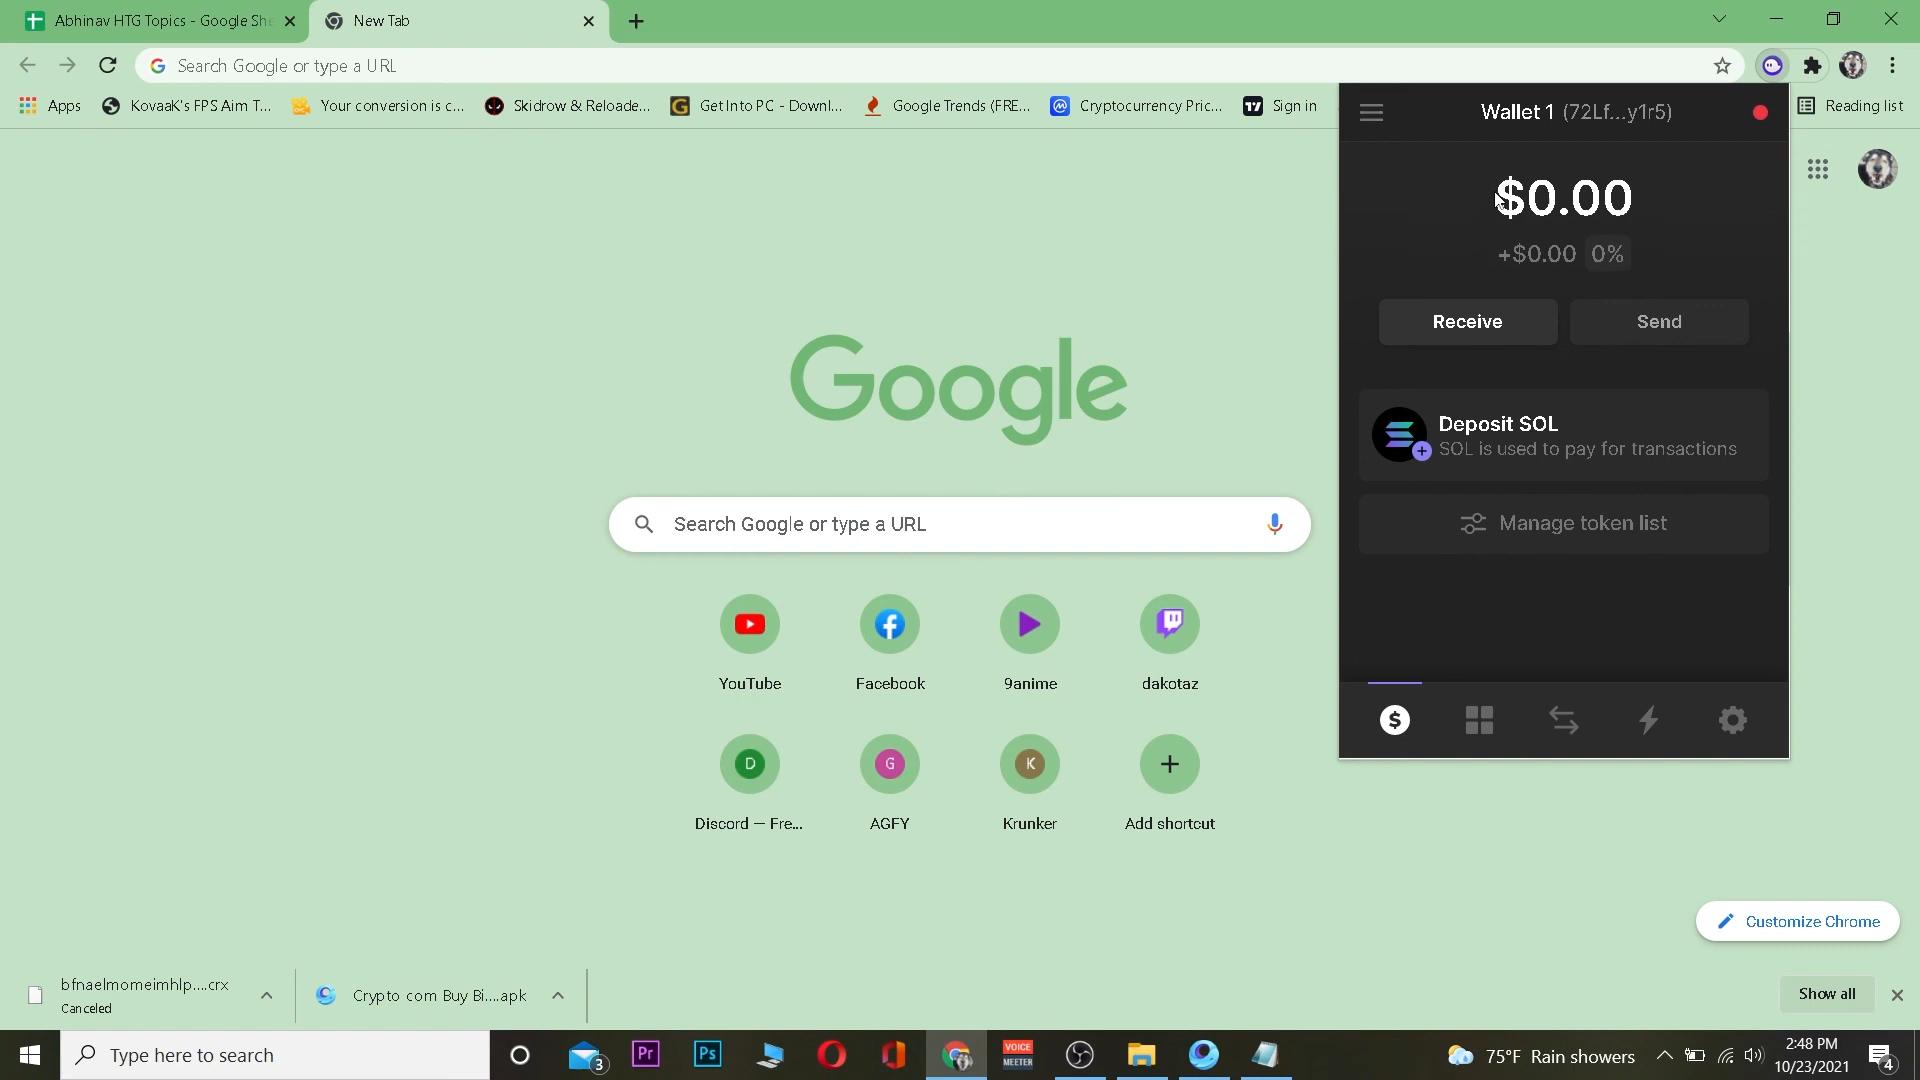 Abhinav HTG Topics - Google She
New Tab
Search Google or type a URL
Apps
KovaaK's FPS Aim T...
Your conversion is c...
Skidrow & Reloade...
Get Into PC - Downl...
Google Trends (FRE...
Cryptocurrency Pric...
Sign in
Reading list
Wallet 1 (72Lf...y1r5)
$0.00
+$0.00 0%
Receive
Send
Deposit SOL
SOL is used to pay for transactions
Manage token list
Google
Search Google or type a URL
YouTube
Facebook
9anime
dakotaz
D
G
K
Discord — Fre...
AGFY
Krunker
Add shortcut
Customize Chrome
bfnaelmomeimhlp....crx
Canceled
Crypto com Buy Bi....apk
Show all
Type here to search
3
Pr
Ps
VOICE
MEETER
75°F Rain showers
2:48 PM
10/23/2021
4